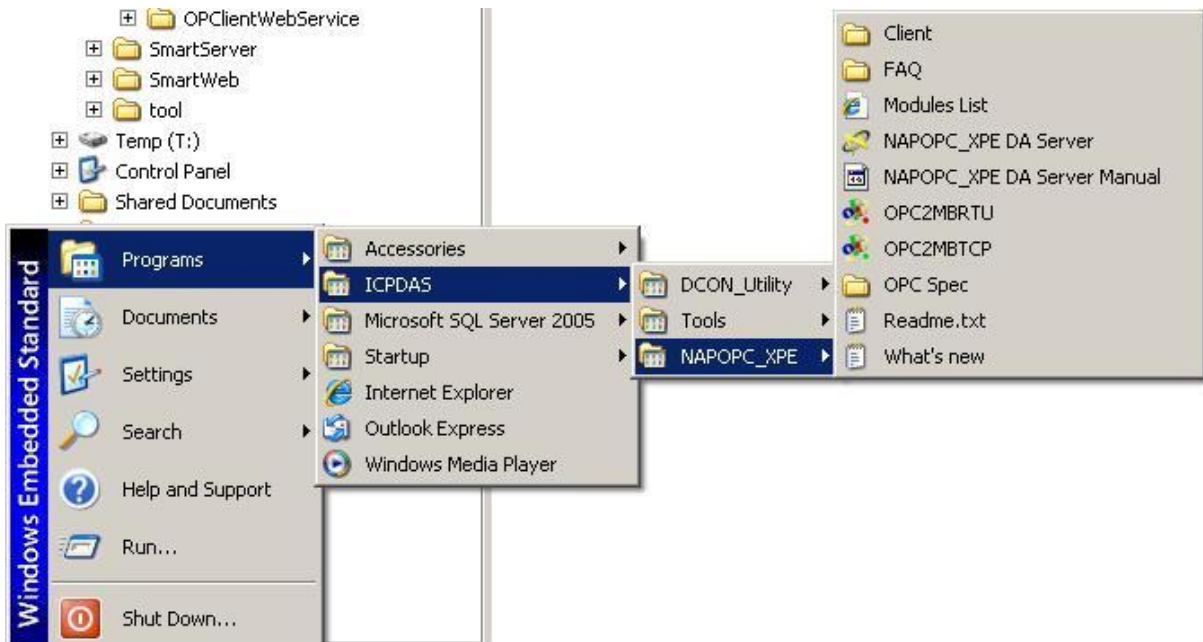 OPClientWebService
SmartServer
SmartWeb
tool
Temp (T:)
Control Panel
Shared Documents
Windows Embedded Standard
Programs
Documents
Settings
Search
Help and Support
Run...
Shut Down...
Accessories
ICPDAS
Microsoft SQL Server 2005
Startup
Internet Explorer
Outlook Express
Windows Media Player
DCON_Utility
Tools
NAPOPC_XPE
Client
FAQ
Modules List
NAPOPC_XPE DA Server
NAPOPC_XPE DA Server Manual
OPC2MBRTU
OPC2MBTCP
OPC Spec
Readme.txt
What's new